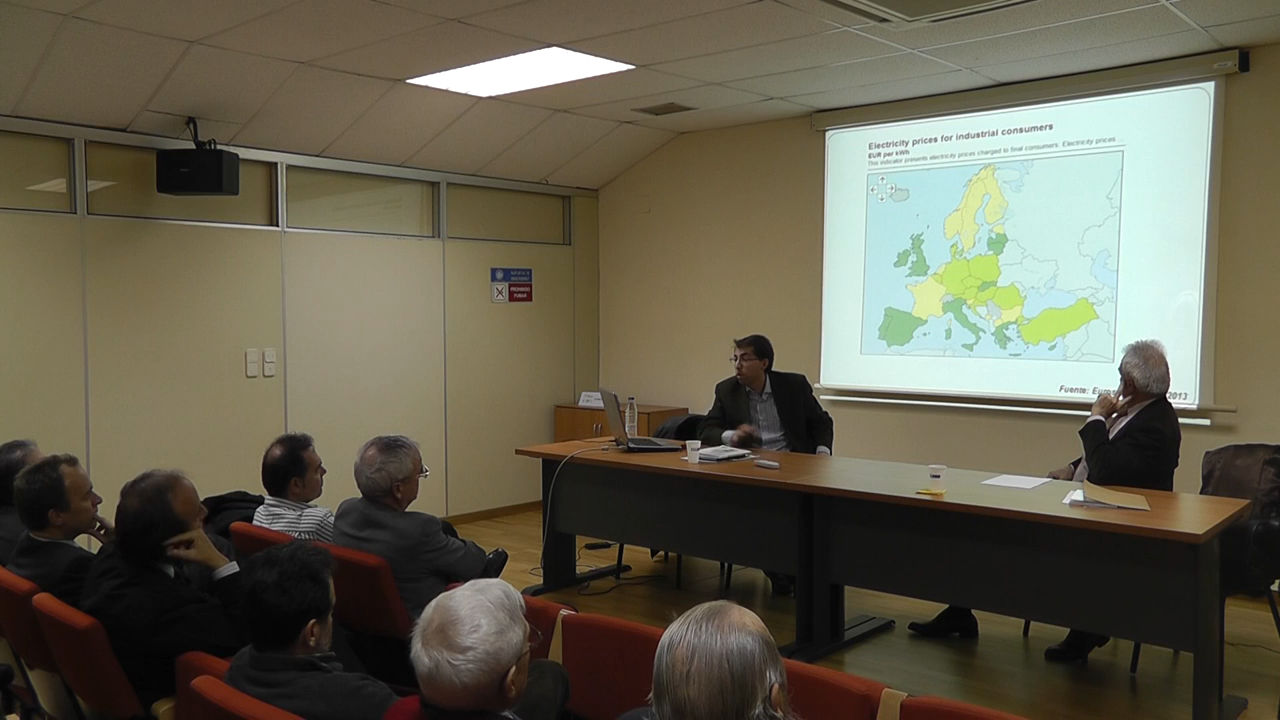 Electricity prices for industrial consumers
EUR per kWh
This indicator presents electricity prices charged to final consumers. Electricity prices ...
Fuente: Euros
2013
PROHIBIDO
FUMAR